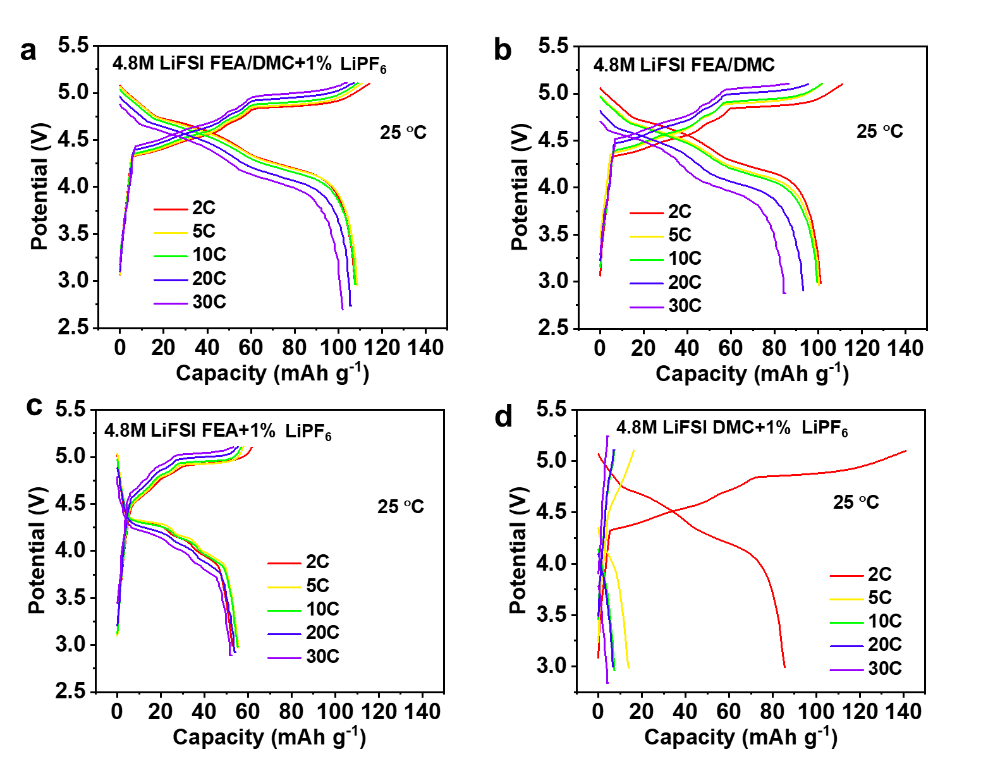 a
4.8M LiFSI FEA/DMC+1% LiPF6
25 °C
5.5
5.0
4.5
4.0
3.5
3.0
2.5
Potential (V)
2C
5C
10C
20C
30C
0 20 40 60 80 100 120 140
Capacity (mAh g-1)
b
4.8M LiFSI FEA/DMC
25 °C
5.5
5.0
4.5
4.0
3.5
3.0
2.5
Potential (V)
2C
5C
10C
20C
30C
0 20 40 60 80 100 120 140
Capacity (mAh g-1)
c
4.8M LiFSI FEA+1% LiPF6
25 °C
5.5
5.0
4.5
4.0
3.5
3.0
2.5
Potential (V)
2C
5C
10C
20C
30C
0 20 40 60 80 100 120 140
Capacity (mAh g-1)
d
4.8M LiFSI DMC+1% LiPF6
25 °C
5.5
5.0
4.5
4.0
3.5
3.0
Potential (V)
2C
5C
10C
20C
30C
0 20 40 60 80 100 120 140
Capacity (mAh g-1)